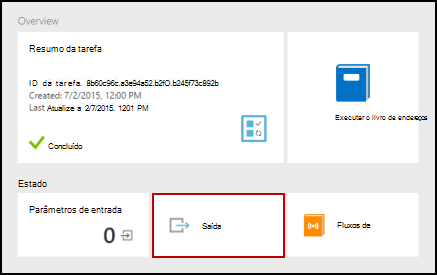 Overview
Resumo da tarefa
ID da tarefa. 8b60c96c.a3e94a52.b2fO.b245f73c892b
Created: 7/2/2015, 12:00 PM
Last Atualize a 2/7/2015, 1201 PM
Concluído
Executar o livro de endereços
Estado
Parâmetros de entrada
0
Saída
Fluxos de